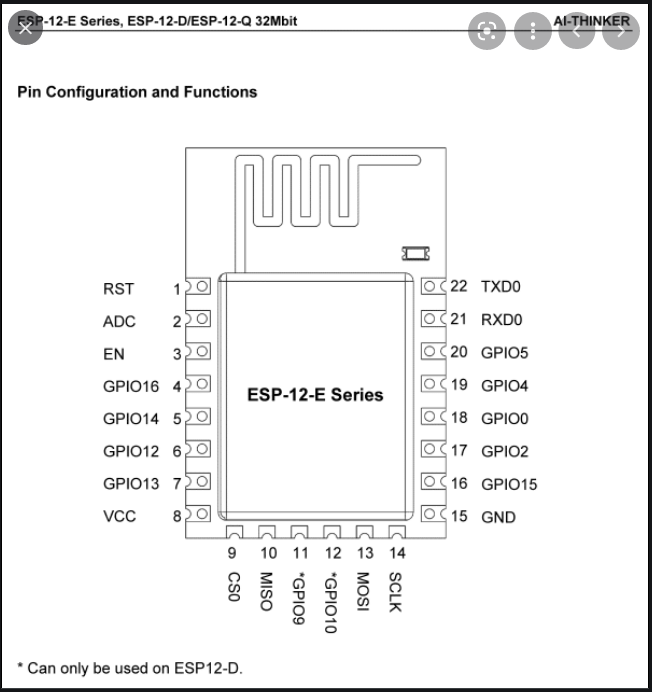 ESP-12-E Series, ESP-12-D/ESP-12-Q 32Mbit AI-THINKER
Pin Configuration and Functions
RST 1 22 TXD0
ADC 2 21 RXD0
EN 3 20 GPIO5
GPIO16 4 19 GPIO4
ESP-12-E Series
GPIO14 5 18 GPIO0
GPIO12 6 17 GPIO2
GPIO13 7 16 GPIO15
VCC 8 15 GND
9 10 11 12 13 14
CS0
MISO
*GPIO9
*GPIO10
MOSI
SCLK
* Can only be used on ESP12-D.